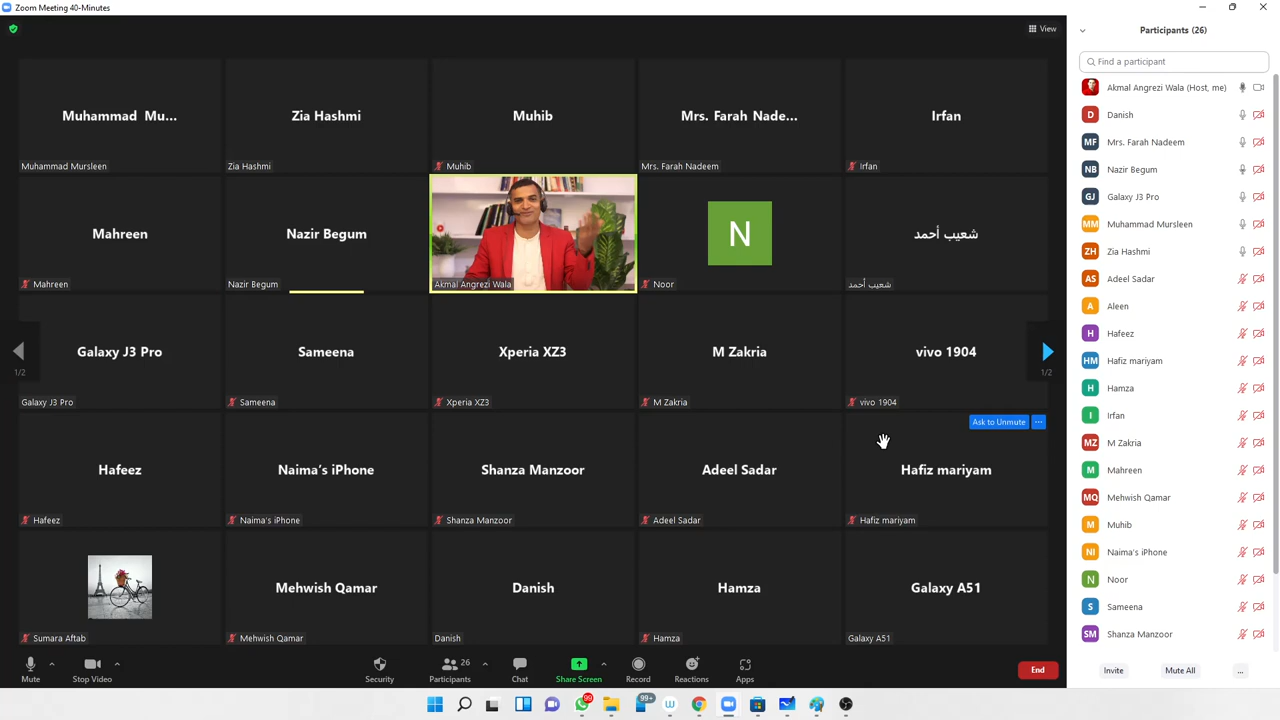 Zoom Meeting 40-Minutes
View
Muhammad Mu...
Muhammad Mursleen
Zia Hashmi
Zia Hashmi
Muhib
Muhib
Mrs. Farah Nade...
Mrs. Farah Nadeem
Irfan
Irfan
Mahreen
Mahreen
Nazir Begum
Nazir Begum
Akmal Angrezi Wala
N
Noor
شعيب أحمد
شعيب أحمد
Galaxy J3 Pro
Galaxy J3 Pro
Sameena
Sameena
Xperia XZ3
Xperia XZ3
M Zakria
M Zakria
vivo 1904
vivo 1904
1/2
1/2
Hafeez
Hafeez
Naima's iPhone
Naima's iPhone
Shanza Manzoor
Shanza Manzoor
Adeel Sadar
Adeel Sadar
Ask to Unmute ...
Hafiz mariyam
Hafiz mariyam
Sumara Aftab
Mehwish Qamar
Mehwish Qamar
Danish
Danish
Hamza
Hamza
Galaxy A51
Galaxy A51
Mute
Stop Video
Security
26
Participants
Chat
Share Screen
Record
Reactions
Apps
End
Participants (26)
Find a participant
Akmal Angrezi Wala (Host, me)
D Danish
MF Mrs. Farah Nadeem
NB Nazir Begum
GJ Galaxy J3 Pro
MM Muhammad Mursleen
ZH Zia Hashmi
AS Adeel Sadar
A Aleen
H Hafeez
HM Hafiz mariyam
H Hamza
I Irfan
MZ M Zakria
M Mahreen
MQ Mehwish Qamar
M Muhib
NI Naima's iPhone
N Noor
S Sameena
SM Shanza Manzoor
Invite
Mute All
...
99
99+